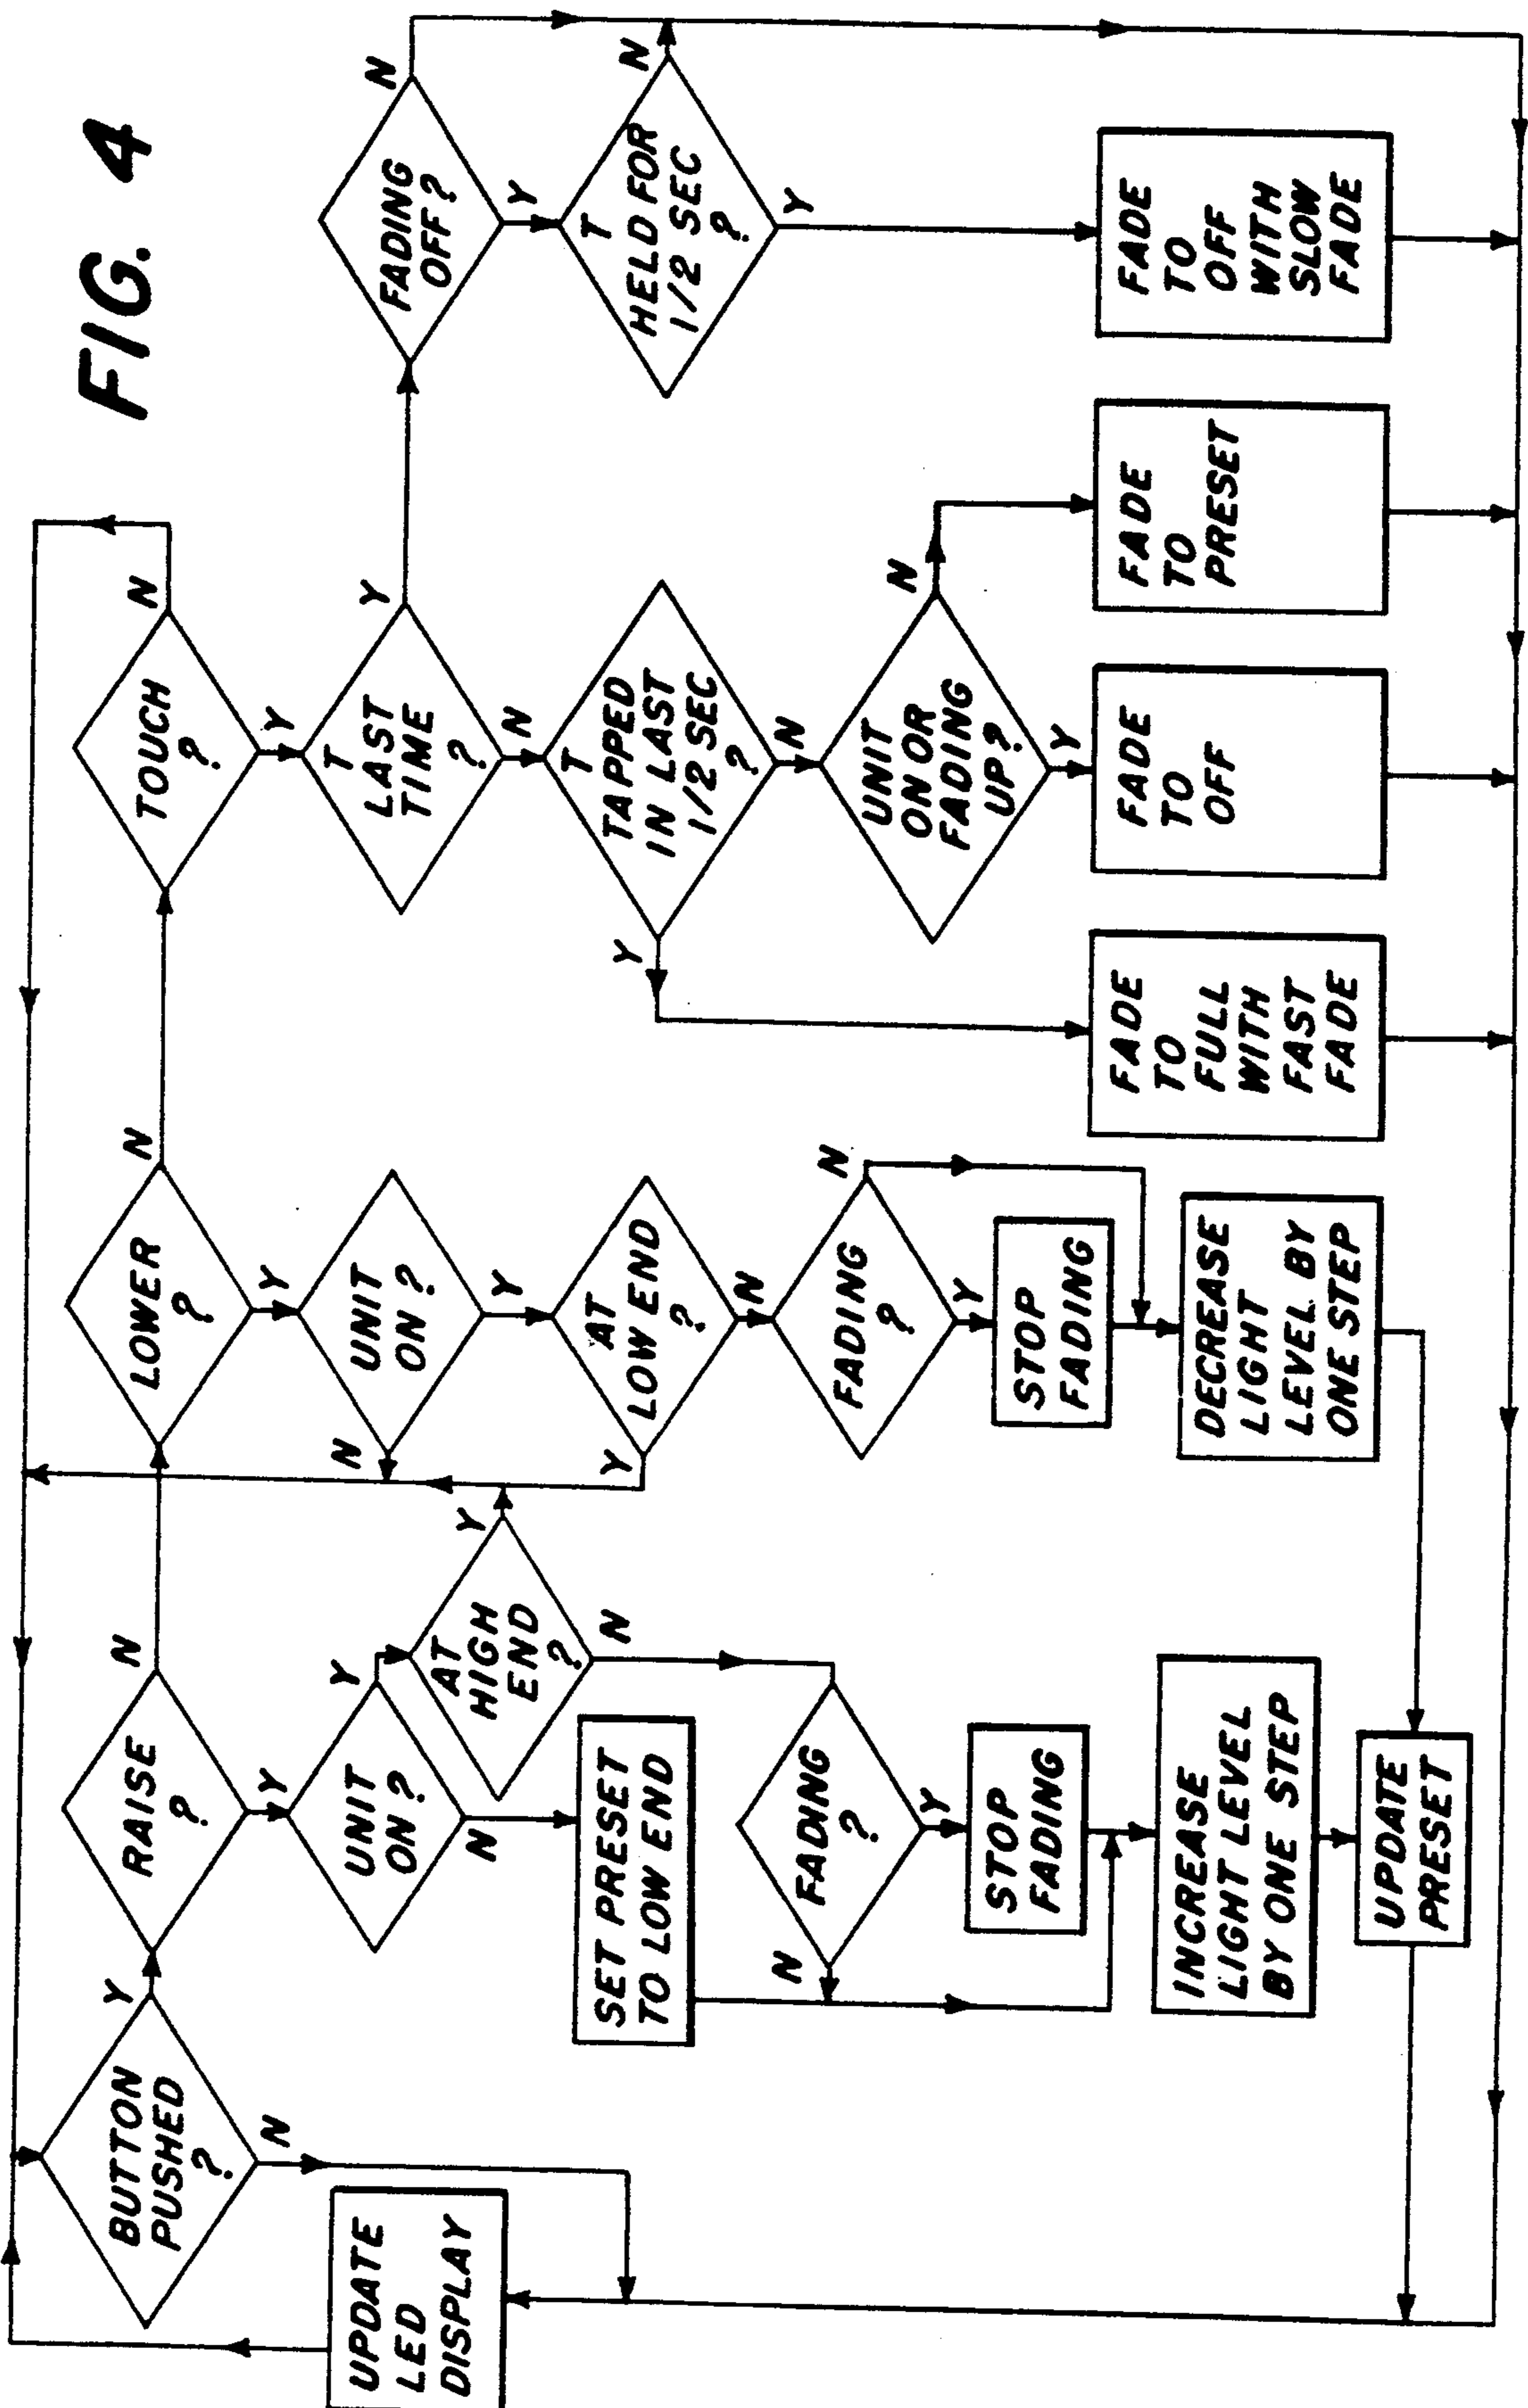 FIG. 4
BUTTON
PUSHED
?
Y
N
UPDATE
LED
DISPLAY
RAISE
?
N
Y
UNIT
ON?
Y
N
AT
HIGH
END
?
Y
N
SET PRESET
TO LOW END
FADING
?
N
Y
STOP
FADING
INCREASE
LIGHT LEVEL
BY ONE STEP
UPDATE
PRESET
LOWER
?
N
Y
UNIT
ON?
N
Y
AT
LOW END
?
Y
N
FADING
?
N
Y
STOP
FADING
DECREASE
LIGHT
LEVEL BY
ONE STEP
TOUCH
?
N
Y
T
LAST
TIME
?
Y
N
T
TAPPED
IN LAST
1/2 SEC
?
Y
N
UNIT
ON OR
FADING
UP?
N
Y
FADE
TO
FULL
WITH
FAST
FADE
FADE
TO
OFF
FADE
TO
PRESET
FADING
OFF?
N
Y
T
HELD FOR
1/2 SEC
?
N
Y
FADE
TO
OFF
WITH
SLOW
FADE